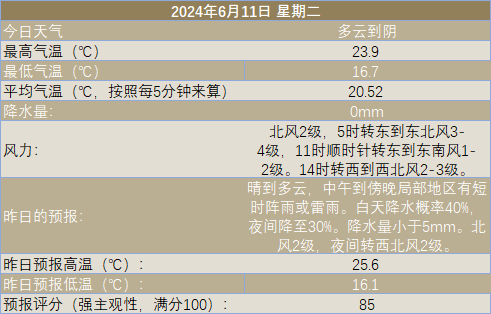 2024年6月11日 星期二
今日天气 多云到阴
最高气温（℃） 23.9
最低气温（℃） 16.7
平均气温（℃，按照每5分钟来算） 20.52
降水量： 0mm
风力： 北风2级，5时转东到东北风3-
4级，11时顺时针转东到东南风1-
2级。14时转西到西北风2-3级。
昨日的预报： 晴到多云，中午到傍晚局部地区有短
时阵雨或雷雨。白天降水概率40%，
夜间降至30%。降水量小于5mm。北
风2级，夜间转西北风2级。
昨日预报高温（℃）： 25.6
昨日预报低温（℃）： 16.1
预报评分（强主观性，满分100）： 85